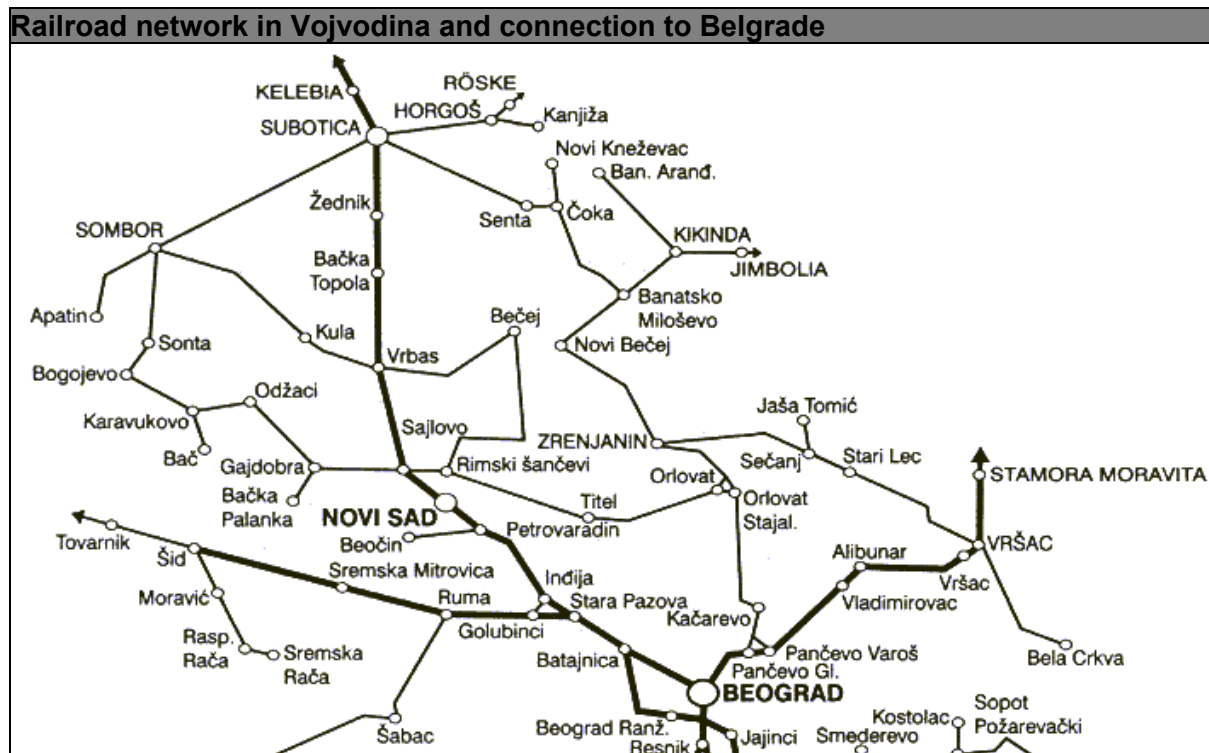 Railroad network in Vojvodina and connection to Belgrade
RÖSKE
KELEBIA
HORGOŠ
Kanjiža
SUBOTICA
Novi Kneževac
Ban. Aranđ.
Žednik
Senta
Čoka
SOMBOR
KIKINDA
Bačka
Topola
JIMBOLIA
Banatsko
Miloševo
Apatin
Bečej
Kula
Sonta
Novi Bečej
Vrbas
Bogojevo
Odžaci
Karavukovo
Jaša Tomić
Sajlovo
ZRENJANIN
Bač
Sečanj
Stari Lec
Gajdobra
Rimski šančevi
Orlovat
STAMORA MORAVITA
Bačka
Palanka
Titel
Orlovat
Stajal.
NOVI SAD
Petrovaradin
Tovarnik
Beočin
VRŠAC
Šid
Alibunar
Vršac
Sremska Mitrovica
Inđija
Moravić
Ruma
Stara Pazova
Vladimirovac
Golubinci
Kačarevo
Rasp.
Rača
Sremska
Rača
Batajnica
Pančevo Varoš
Bela Crkva
Pančevo Gl.
BEOGRAD
Sopot
Požarevački
Kostolac
Šabac
Beograd Ranž.
Jajinci
Smederevo
Resnik